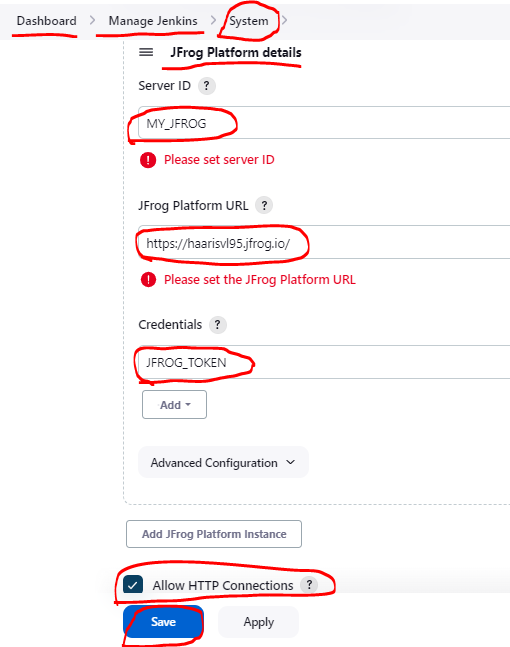 Dashboard > Manage Jenkins > System >
JFrog Platform details
Server ID ?
MY_JFROG
! Please set server ID
JFrog Platform URL ?
https://haarisvl95.jfrog.io/
! Please set the JFrog Platform URL
Credentials ?
JFROG_TOKEN
Add
Advanced Configuration
Add JFrog Platform Instance
Allow HTTP Connections ?
Save Apply